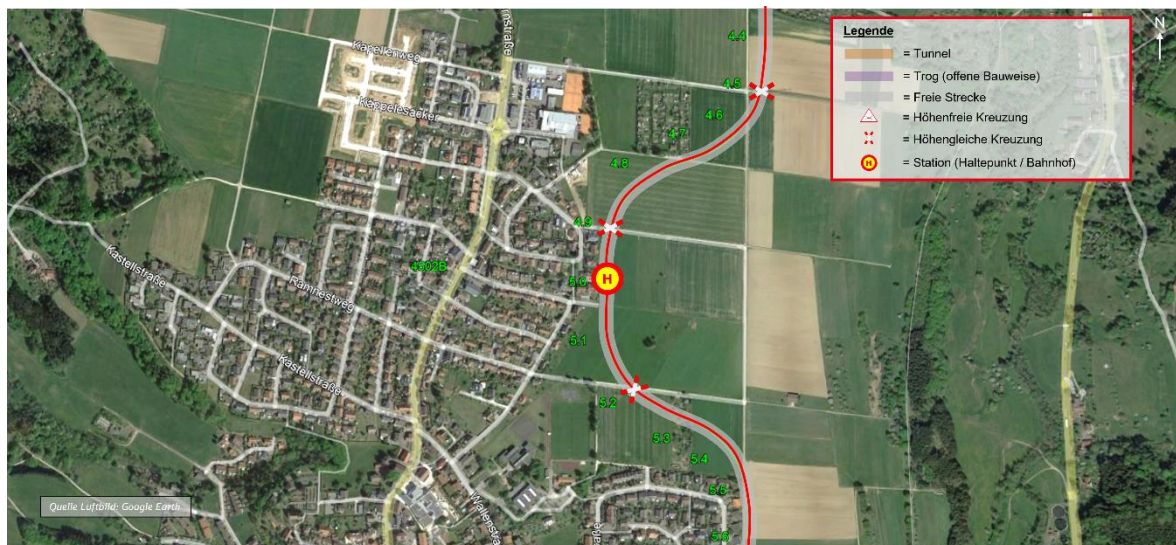 Legende
= Tunnel
= Trog (offene Bauweise)
= Freie Strecke
= Höhenfreie Kreuzung
= Höhengleiche Kreuzung
H = Station (Haltepunkt / Bahnhof)
N
4.4
Kapellenweg
4.5
Käppelesäcker
4.6
4.7
4.8
4.9
4902B
Kastellstraße
Rammestweg
5.0
H
5.1
Kastellstraße
5.2
5.3
5.4
5.5
5.6
Quelle Luftbild: Google Earth